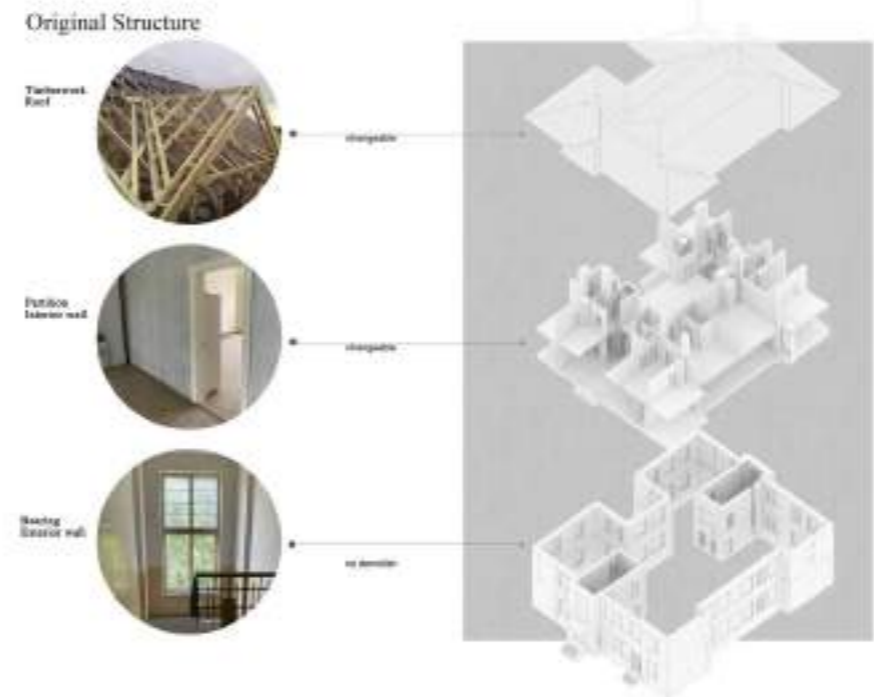 Original Structure
Timberwork
Roof
changeable
Partition
Interior wall
changeable
Bearing
Exterior wall
no demolish